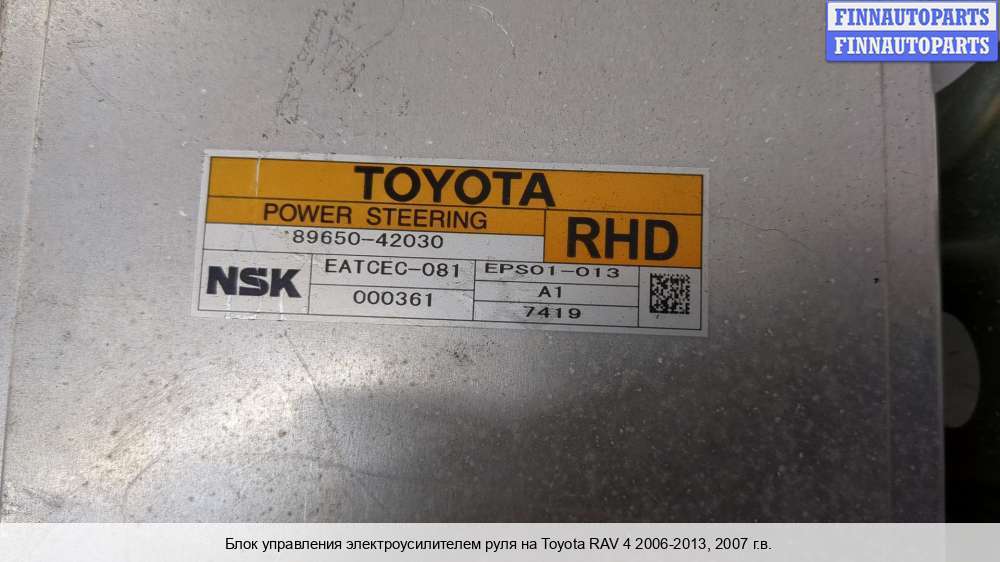 FINNAUTOPARTS
FINNAUTOPARTS
TOYOTA
POWER STEERING
RHD
89650-42030
NSK
EATCEC-081
EPS01-013
000361
A1
7419
Блок управления электроусилителем руля на Toyota RAV 4 2006-2013, 2007 г.в.